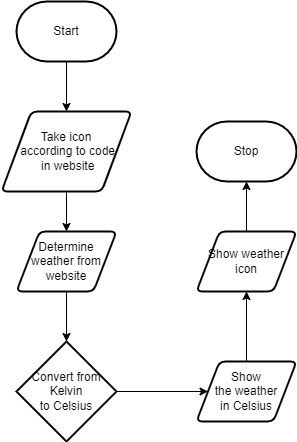 Start
Take icon
according to code
in website
Determine
weather from
website
Convert from
Kelvin
to Celsius
Show
the weather
in Celsius
Show weather
icon
Stop